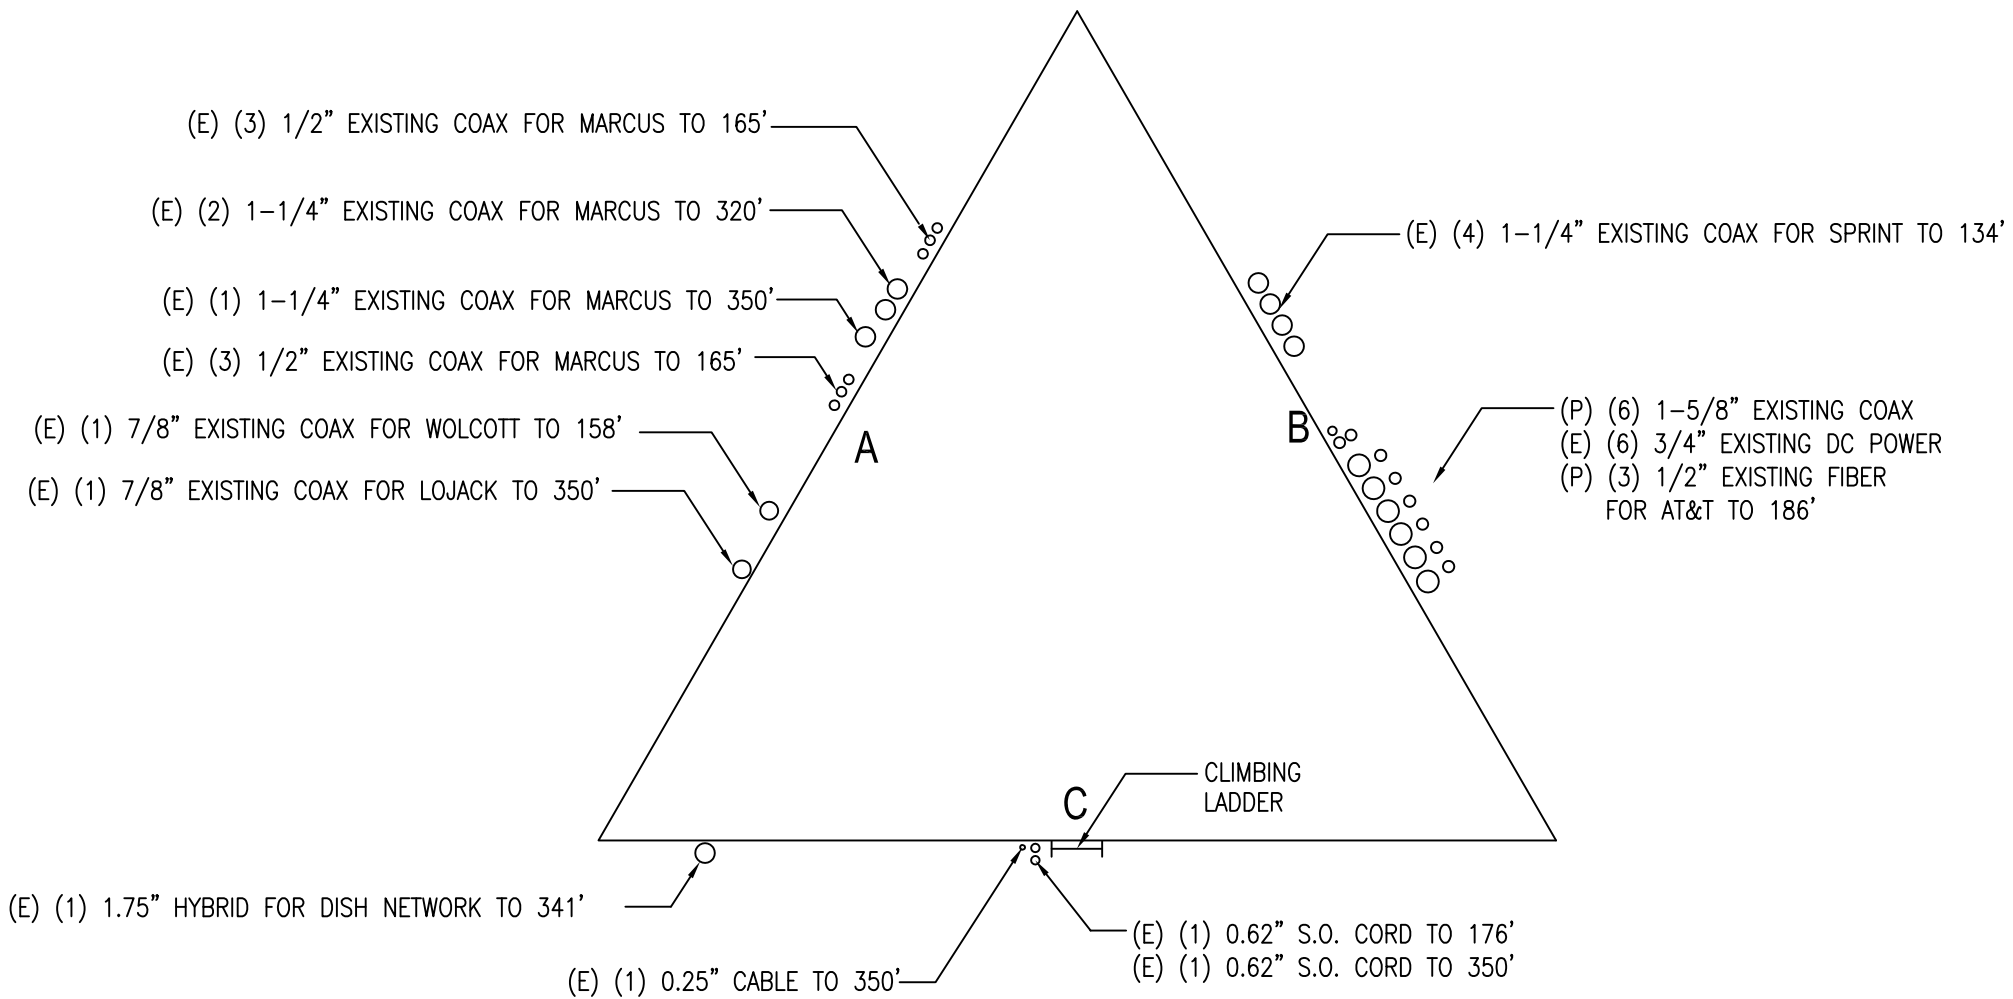 (E) (3) 1/2” EXISTING COAX FOR MARCUS TO 165’
(E) (2) 1-1/4” EXISTING COAX FOR MARCUS TO 320’
(E) (1) 1-1/4” EXISTING COAX FOR MARCUS TO 350’
(E) (3) 1/2” EXISTING COAX FOR MARCUS TO 165’
(E) (1) 7/8” EXISTING COAX FOR WOLCOTT TO 158’
(E) (1) 7/8” EXISTING COAX FOR LOJACK TO 350’
A
(E) (4) 1-1/4” EXISTING COAX FOR SPRINT TO 134’
B
(P) (6) 1-5/8” EXISTING COAX
(E) (6) 3/4” EXISTING DC POWER
(P) (3) 1/2” EXISTING FIBER
FOR AT&T TO 186’
C
CLIMBING
LADDER
(E) (1) 1.75” HYBRID FOR DISH NETWORK TO 341’
(E) (1) 0.25” CABLE TO 350’
(E) (1) 0.62” S.O. CORD TO 176’
(E) (1) 0.62” S.O. CORD TO 350’